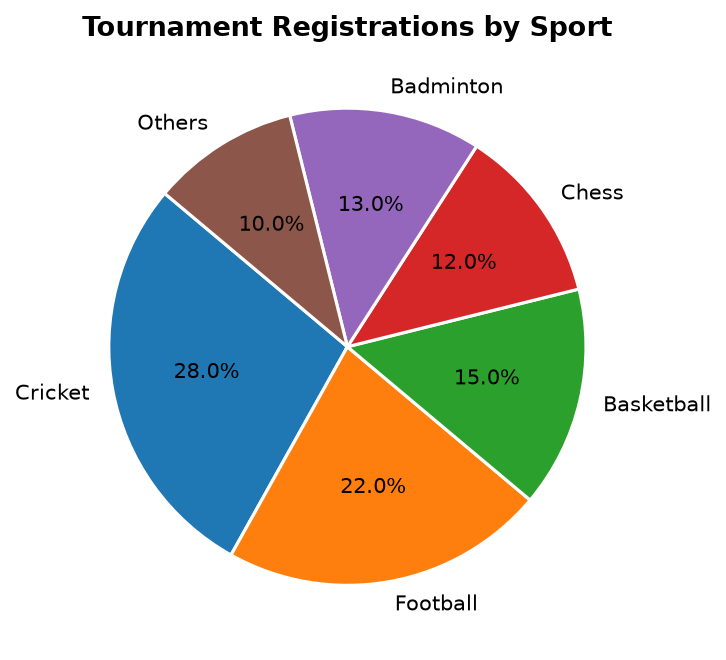 Tournament Registrations by Sport
Badminton
Others
Chess
13.0%
10.0%
12.0%
28.0%
15.0%
Cricket
Basketball
22.0%
Football